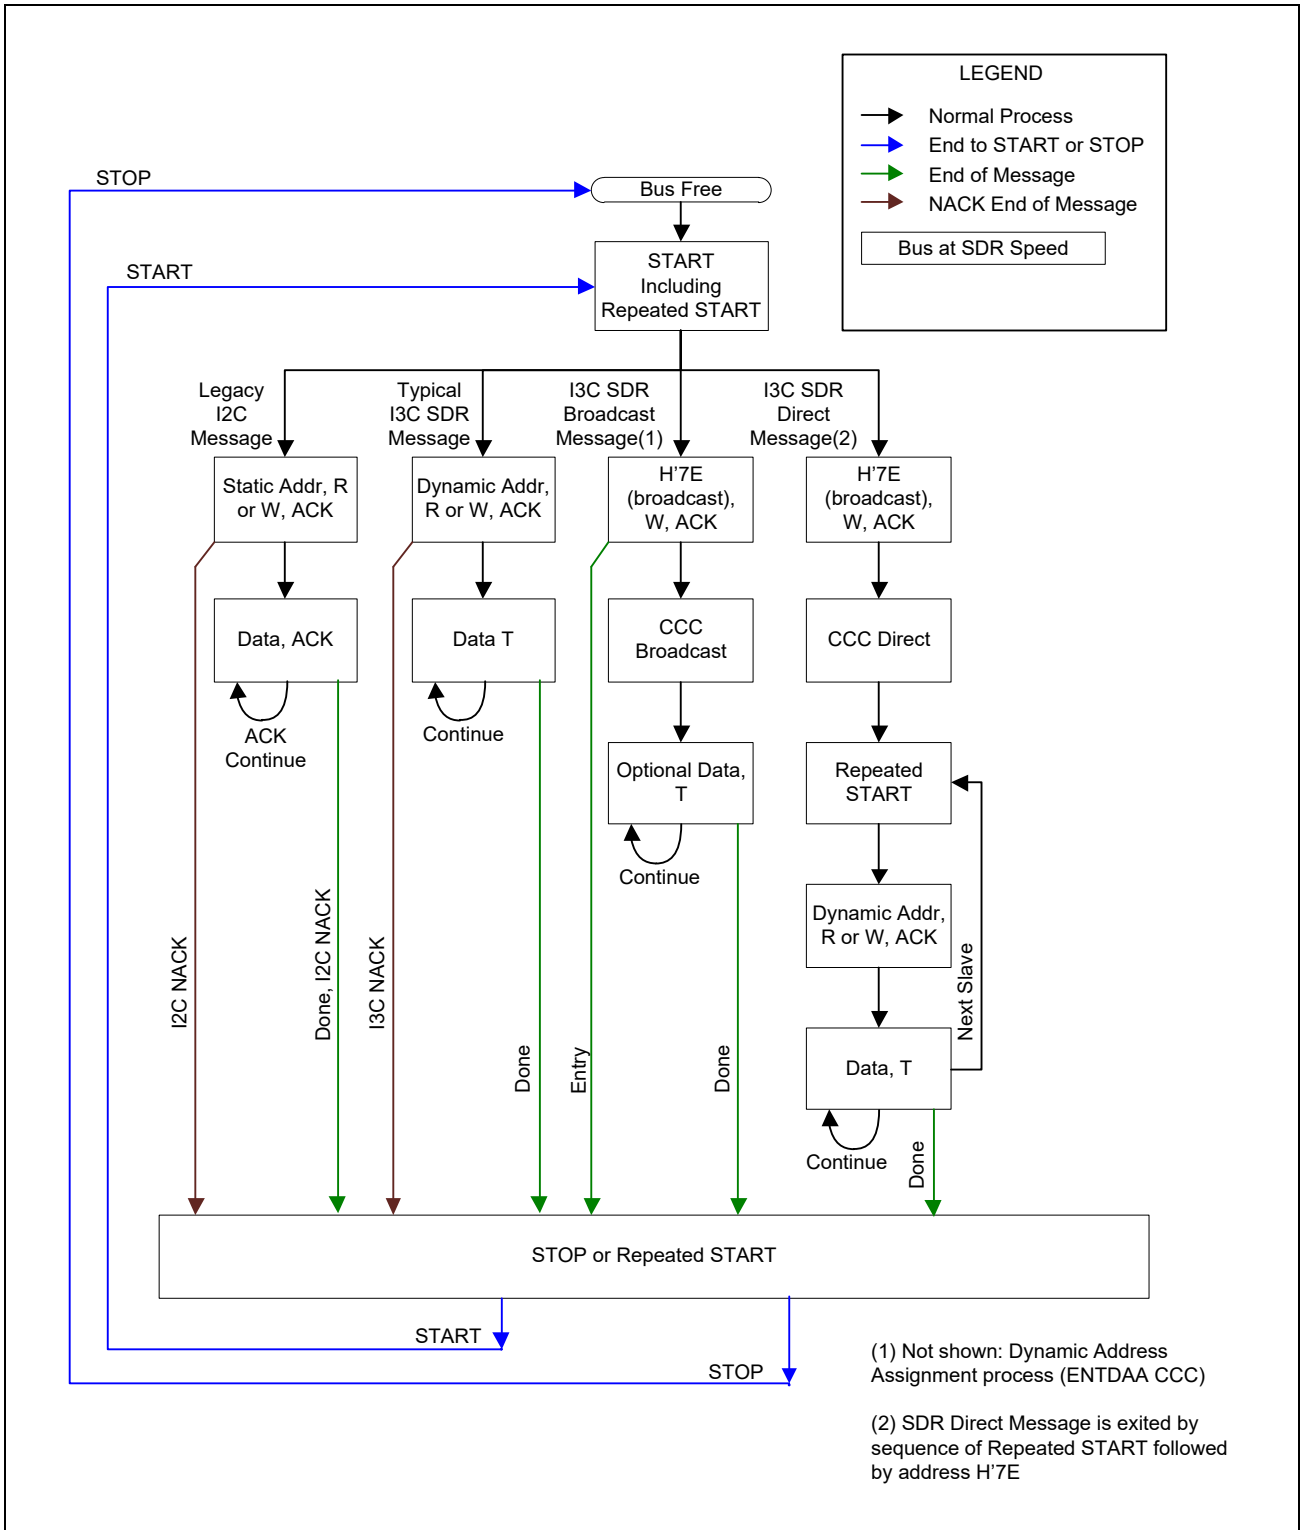 LEGEND
Normal Process
End to START or STOP
End of Message
NACK End of Message
Bus at SDR Speed
STOP
Bus Free
START
START
Including
Repeated START
Legacy
I2C
Message
Typical
I3C SDR
Message
I3C SDR
Broadcast
Message(1)
I3C SDR
Direct
Message(2)
Static Addr, R
or W, ACK
Dynamic Addr,
R or W, ACK
H'7E
(broadcast),
W, ACK
H'7E
(broadcast),
W, ACK
Data, ACK
Data T
CCC
Broadcast
CCC Direct
ACK
Continue
Continue
Optional Data,
T
Repeated
START
Continue
Dynamic Addr,
R or W, ACK
I2C NACK
Done, I2C NACK
I3C NACK
Done
Entry
Done
Next Slave
Data, T
Continue
Done
STOP or Repeated START
START
STOP
(1) Not shown: Dynamic Address
Assignment process (ENTDAA CCC)
(2) SDR Direct Message is exited by
sequence of Repeated START followed
by address H'7E